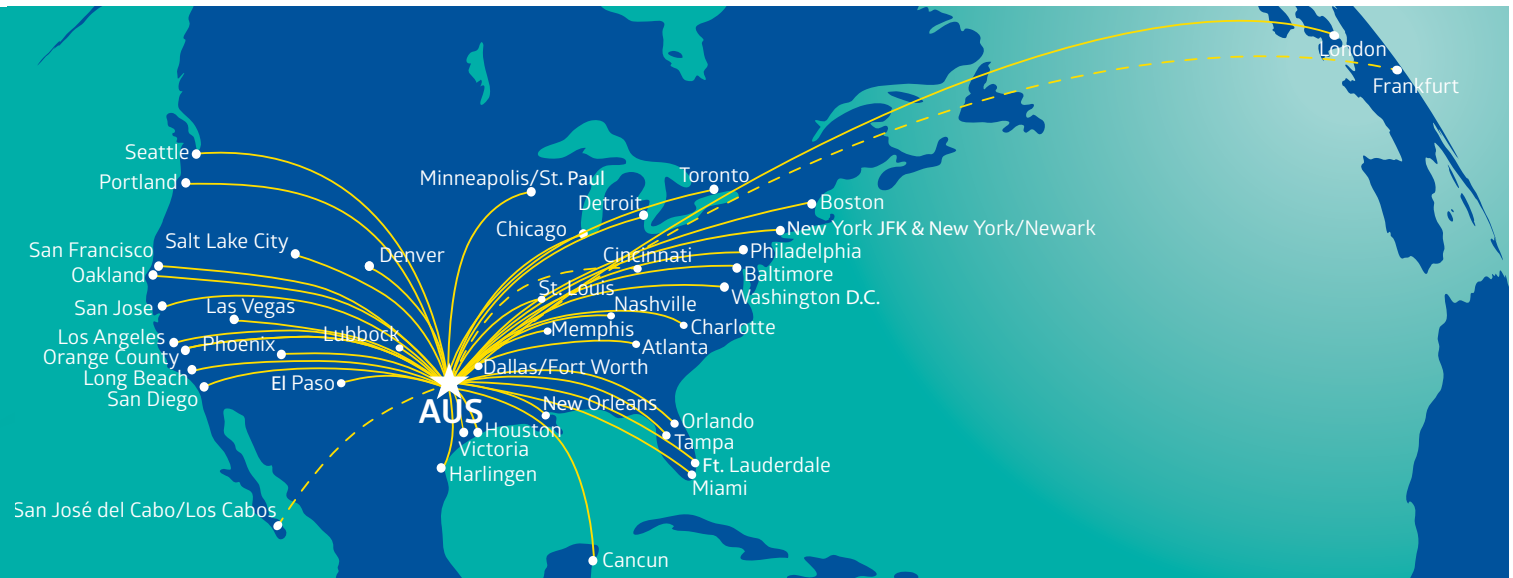 London
Frankfurt
Seattle
Portland
Minneapolis/St. Paul
Toronto
Detroit
Boston
Chicago
New York JFK & New York/Newark
San Francisco
Salt Lake City
Denver
Cincinnati
Philadelphia
Oakland
Baltimore
St. Louis
Washington D.C.
San Jose
Las Vegas
Nashville
Los Angeles
Phoenix
Lubbock
Memphis
Charlotte
Orange County
Atlanta
Long Beach
El Paso
Dallas/Fort Worth
San Diego
AUS
New Orleans
Orlando
Houston
Tampa
Victoria
Ft. Lauderdale
Harlingen
Miami
San José del Cabo/Los Cabos
Cancun